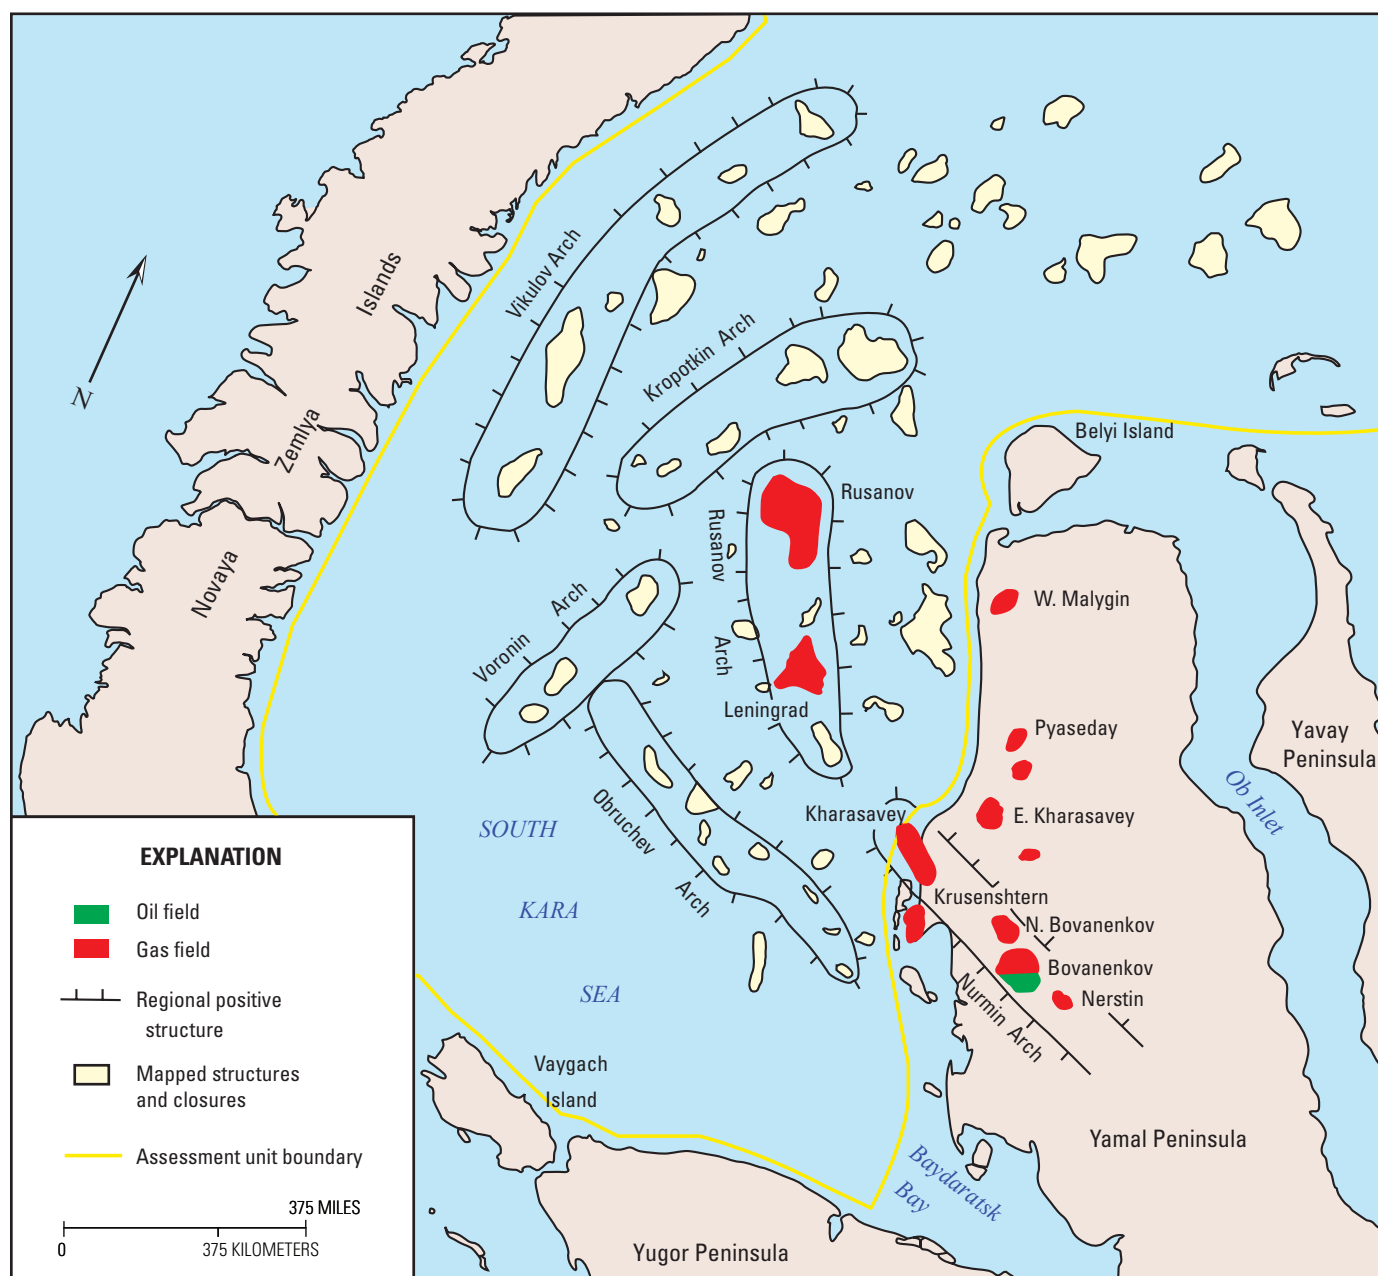 Vikulov Arch
Islands
Kropotkin Arch
N
Belyi Island
Zemlya
Rusanov
Rusanov
Arch
Novaya
W. Malygin
Voronin Arch
Leningrad
Pyaseday
Yavay
Peninsula
Ob Inlet
Kharasavey
E. Kharasavey
Obruchev
Arch
SOUTH
KARA
SEA
Krusenshtern
N. Bovanenkov
Bovanenkov
Nerstin
Nurmin Arch
Vaygach
Island
Yamal Peninsula
Baydaratsk
Bay
Yugor Peninsula
EXPLANATION
Oil field
Gas field
Regional positive
structure
Mapped structures
and closures
Assessment unit boundary
375 MILES
0
375 KILOMETERS